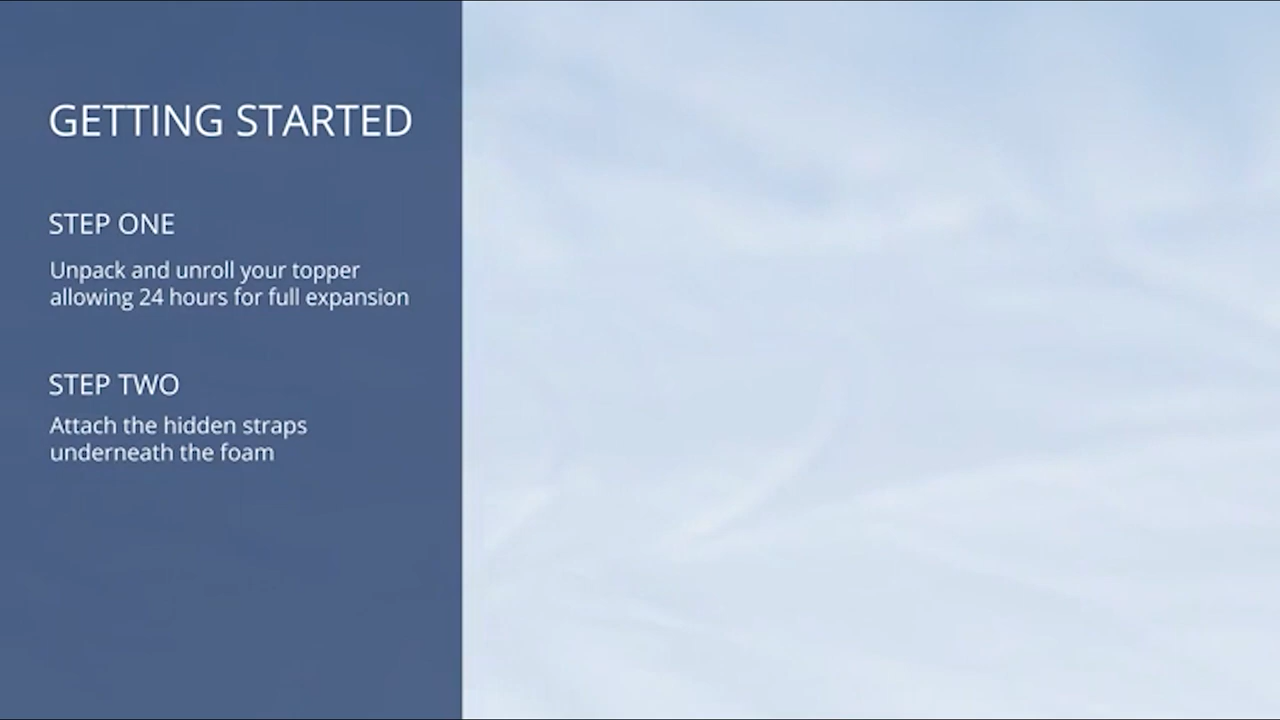 GETTING STARTED
STEP ONE
Unpack and unroll your topper
allowing 24 hours for full expansion
STEP TWO
Attach the hidden straps
underneath the foam